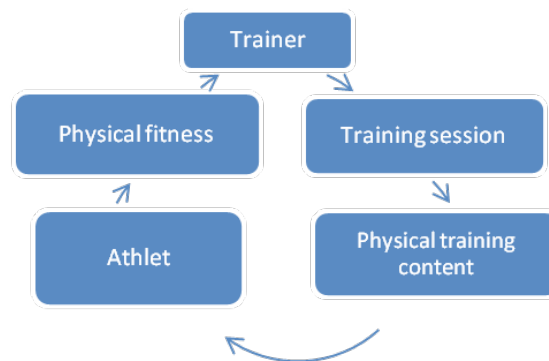 Trainer
Physical fitness
Training session
Athlet
Physical training
content